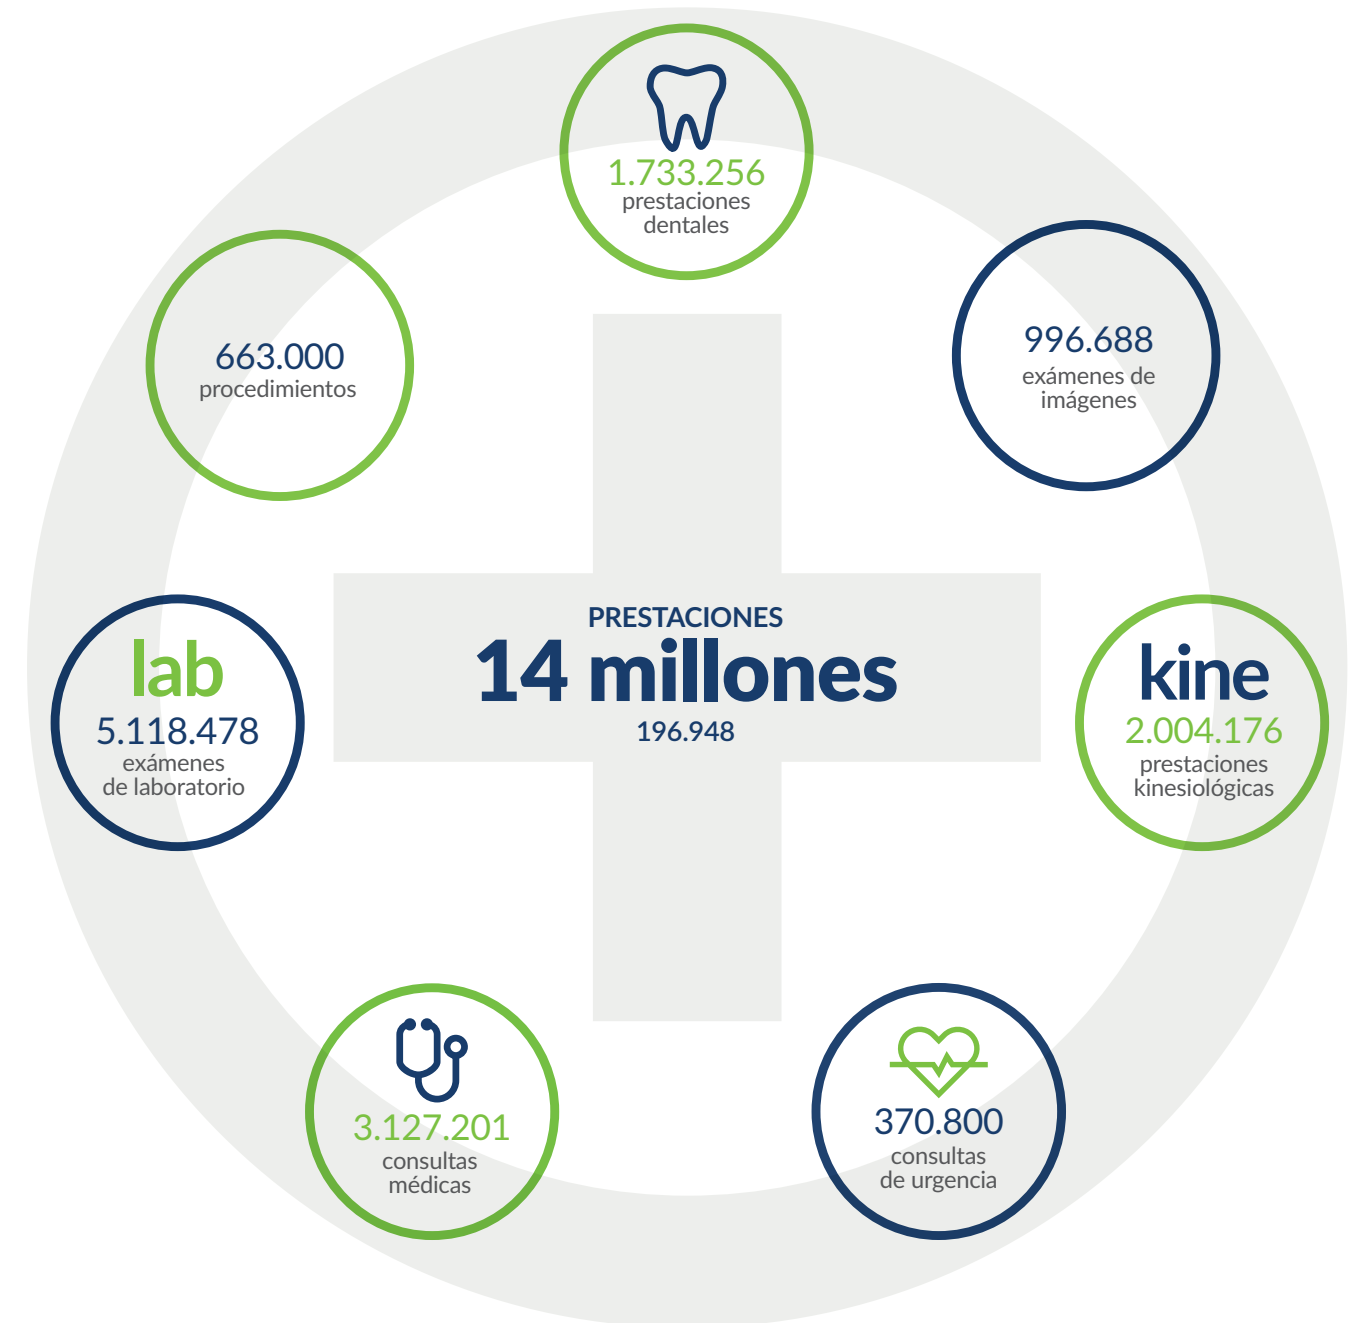 1.733.256
prestaciones
dentales
663.000
procedimientos
996.688
exámenes de
imágenes
PRESTACIONES
14 millones
196.948
lab
5.118.478
exámenes
de laboratorio
kine
2.004.176
prestaciones
kinesiológicas
3.127.201
consultas
médicas
370.800
consultas
de urgencia